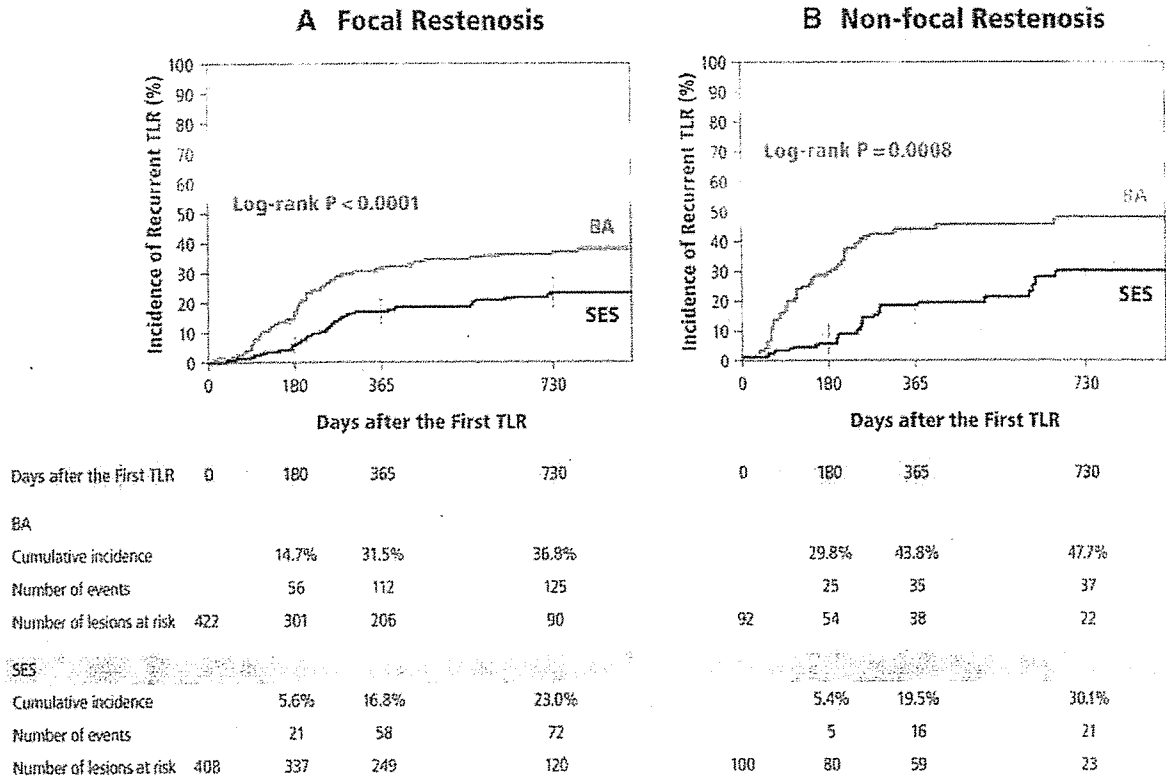 A Focal Restenosis
Incidence of Recurrent TLR (%)
100
90
80
70
60
50
40
30
20
10
0
Log-rank P < 0.0001
BA
SES
0 180 365 730
Days after the First TLR
B Non-focal Restenosis
Incidence of Recurrent TLR (%)
100
90
80
70
60
50
40
30
20
10
0
Log-rank P = 0.0008
BA
SES
0 180 365 730
Days after the First TLR
Days after the First TLR 0 180 365 730 0 180 365 730
BA
Cumulative incidence 14.7% 31.5% 36.8% 29.8% 43.8% 47.7%
Number of events 56 112 125 25 35 37
Number of lesions at risk 422 301 206 90 92 54 38 22
SES
Cumulative incidence 5.6% 16.8% 23.0% 5.4% 19.5% 30.1%
Number of events 21 58 72 5 16 21
Number of lesions at risk 408 337 249 120 100 80 59 23